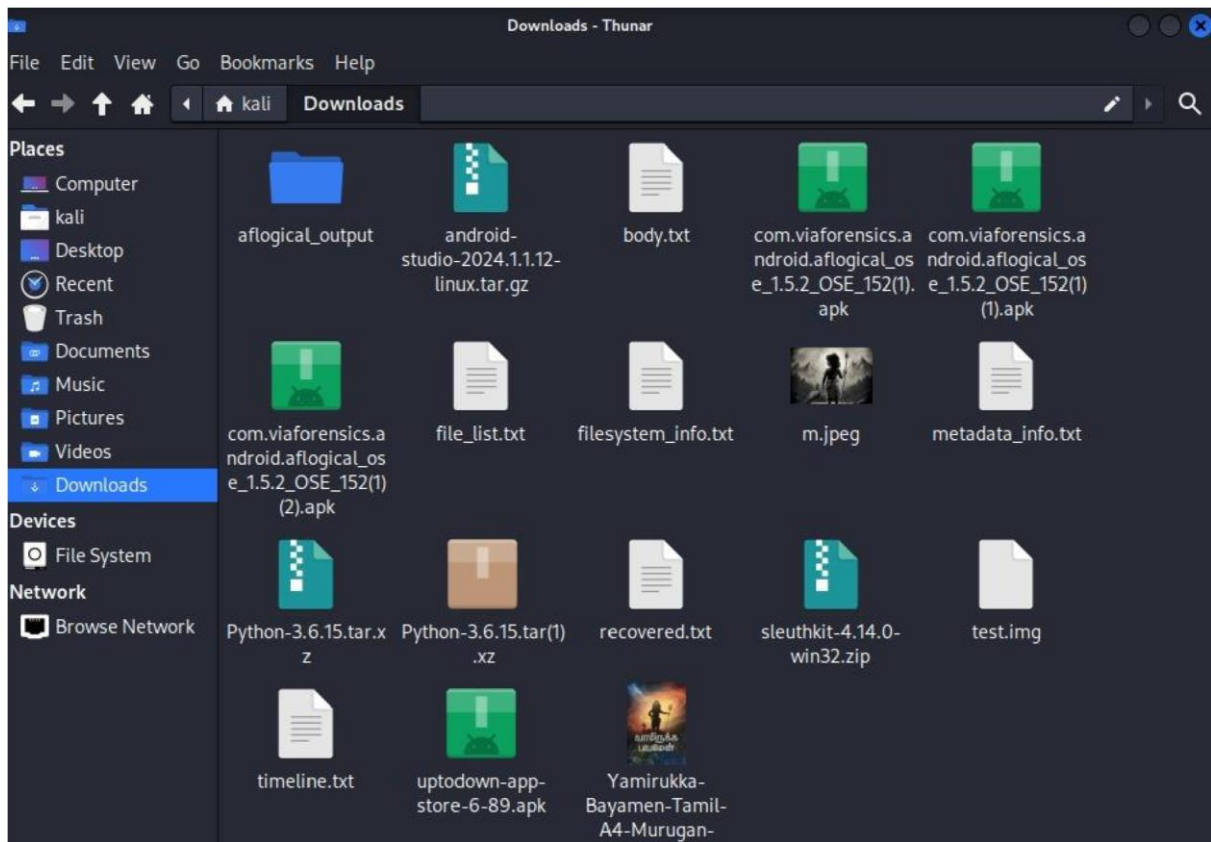 Downloads - Thunar
File Edit View Go Bookmarks Help
kali Downloads
Places
Computer
kali
Desktop
Recent
Trash
Documents
Music
Pictures
Videos
Downloads
Devices
File System
Network
Browse Network
aflogical_output
android-
studio-2024.1.1.12-
linux.tar.gz
body.txt
com.viaforensics.a
ndroid.aflogical_os
e_1.5.2_OSE_152(1).
apk
com.viaforensics.a
ndroid.aflogical_os
e_1.5.2_OSE_152(1)
(1).apk
com.viaforensics.a
ndroid.aflogical_os
e_1.5.2_OSE_152(1)
(2).apk
file_list.txt
filesystem_info.txt
m.jpeg
metadata_info.txt
Python-3.6.15.tar.x
z
Python-3.6.15.tar(1)
.xz
recovered.txt
sleuthkit-4.14.0-
win32.zip
test.img
timeline.txt
uptodown-app-
store-6-89.apk
யாமிருக்க
பயமேன்
Yamirukka-
Bayamen-Tamil-
A4-Murugan-